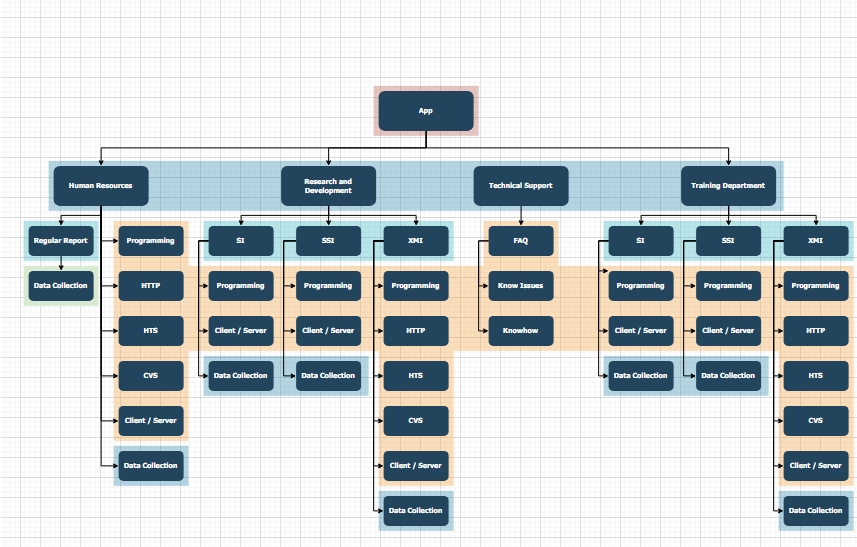 App
Human Resources
Research and
Development
Technical Support
Training Department
Regular Report
Programming
SI
SSI
XMI
FAQ
SI
SSI
XMI
Data Collection
HTTP
Programming
Programming
Programming
Know Issues
Programming
Programming
Programming
HTS
Client / Server
Client / Server
HTTP
Knowhow
Client / Server
Client / Server
HTTP
CVS
Data Collection
Data Collection
HTS
Data Collection
Data Collection
HTS
Client / Server
CVS
CVS
Data Collection
Client / Server
Client / Server
Data Collection
Data Collection